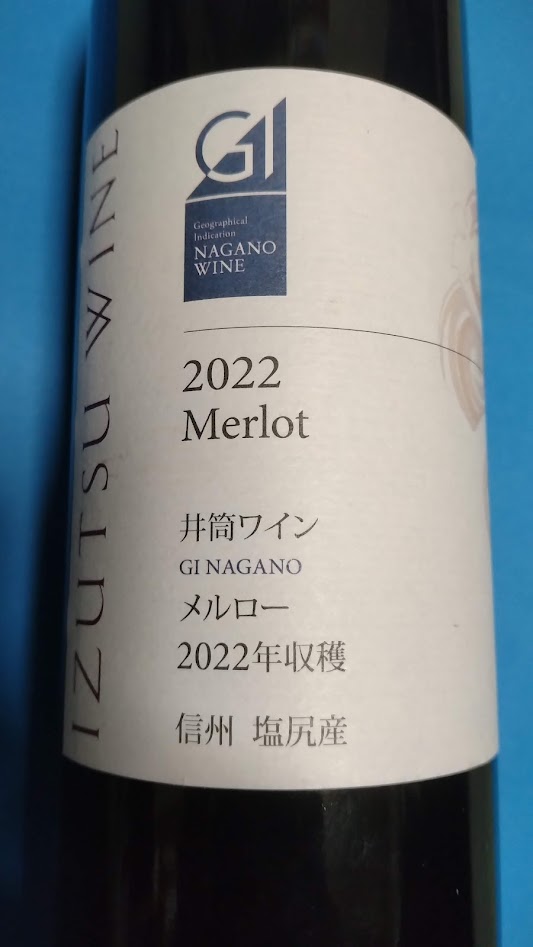 IZUTSU WINE
GI
Geographical
Indication
NAGANO
WINE
2022
Merlot
井筒ワイン
GI NAGANO
メルロー
2022年収穫
信州 塩尻産